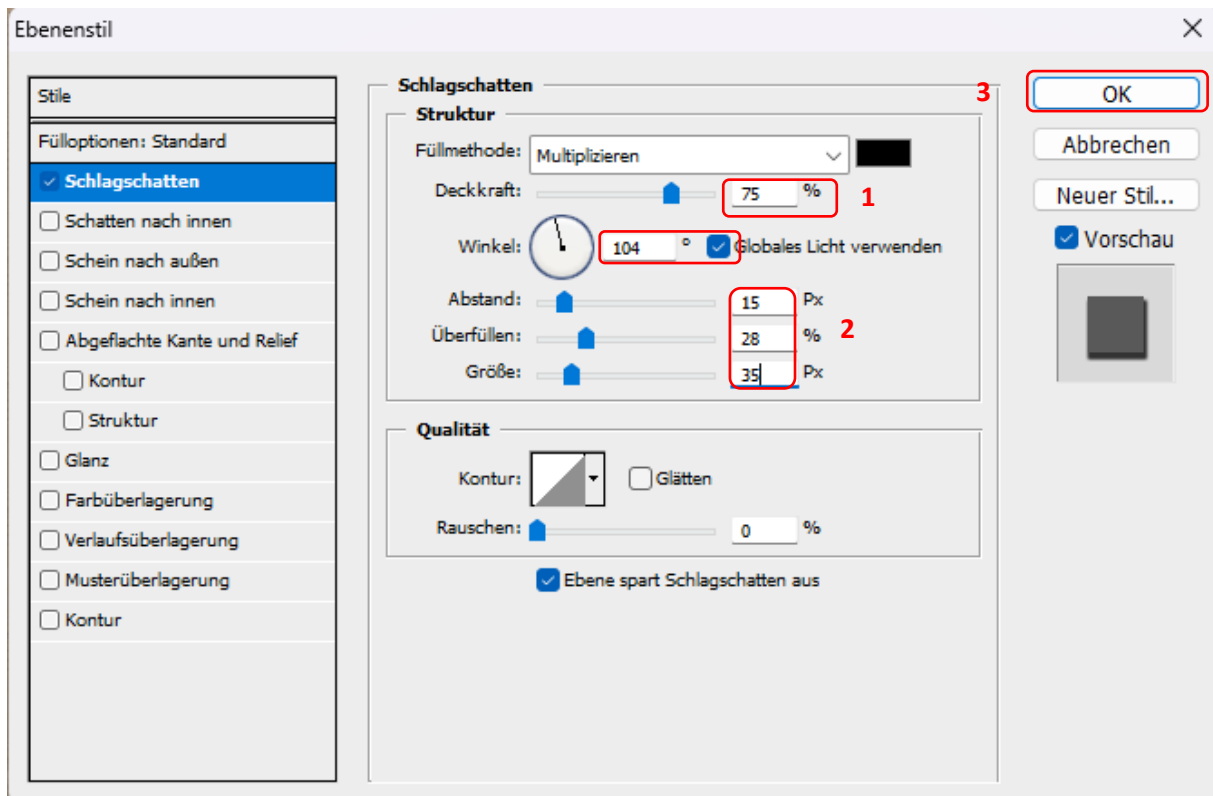 Ebenenstil
Stile
Fülloptionen: Standard
Schlagschatten
Schatten nach innen
Schein nach außen
Schein nach innen
Abgeflachte Kante und Relief
Kontur
Struktur
Glanz
Farbüberlagerung
Verlaufsüberlagerung
Musterüberlagerung
Kontur
Schlagschatten
Struktur
Füllmethode: Multiplizieren
Deckkraft: 75 % 1
Winkel: 104 ° Globales Licht verwenden
Abstand: 15 Px
Überfüllen: 28 % 2
Größe: 35 Px
Qualität
Kontur: Glätten
Rauschen: 0 %
Ebene spart Schlagschatten aus
3 OK
Abbrechen
Neuer Stil...
Vorschau